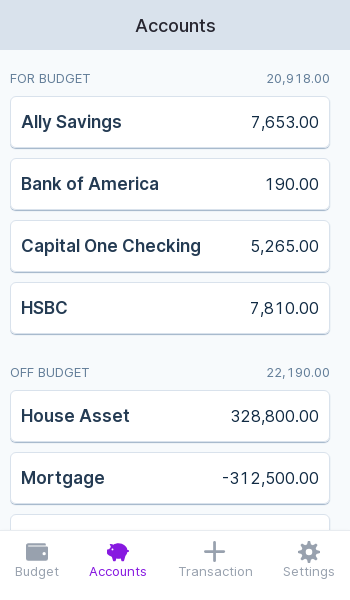 Accounts
FOR BUDGET 20,918.00
Ally Savings 7,653.00
Bank of America 190.00
Capital One Checking 5,265.00
HSBC 7,810.00
OFF BUDGET 22,190.00
House Asset 328,800.00
Mortgage -312,500.00
Budget Accounts Transaction Settings